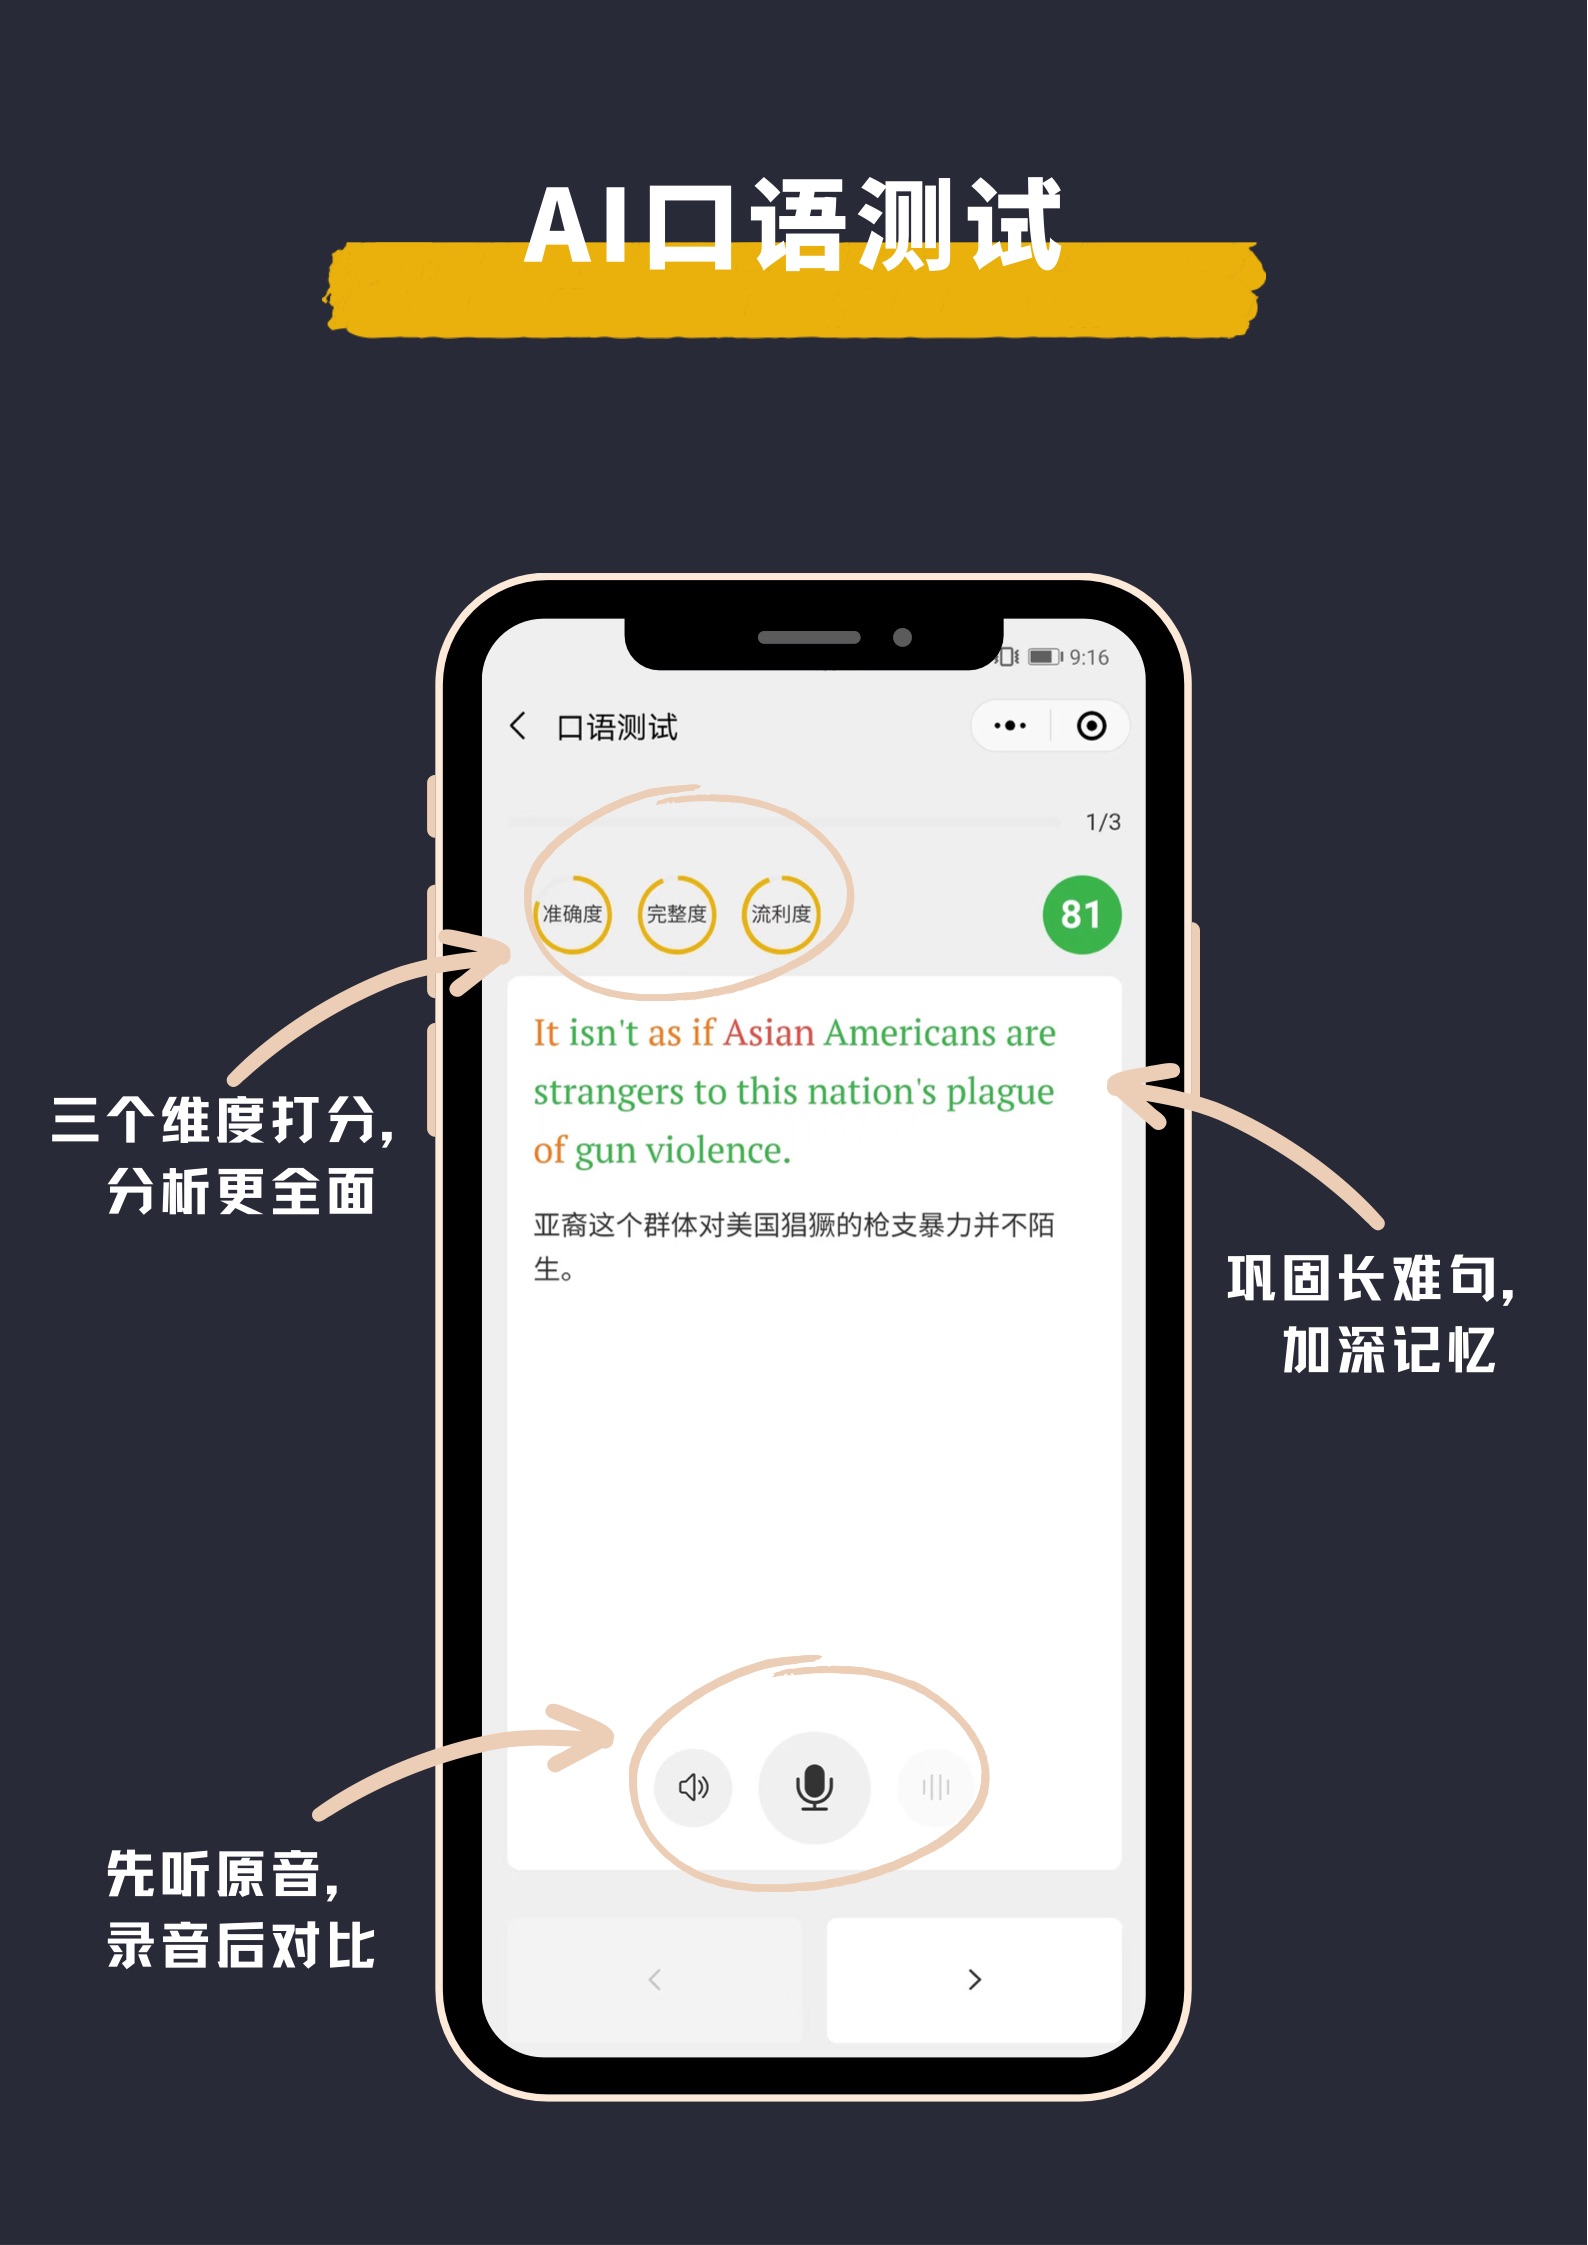 AI口语测试
9:16
口语测试
1/3
准确度 完整度 流利度 81
It isn't as if Asian Americans are
strangers to this nation's plague
of gun violence.
亚裔这个群体对美国猖獗的枪支暴力并不陌
生。
三个维度打分,
分析更全面
巩固长难句,
加深记忆
先听原音,
录音后对比